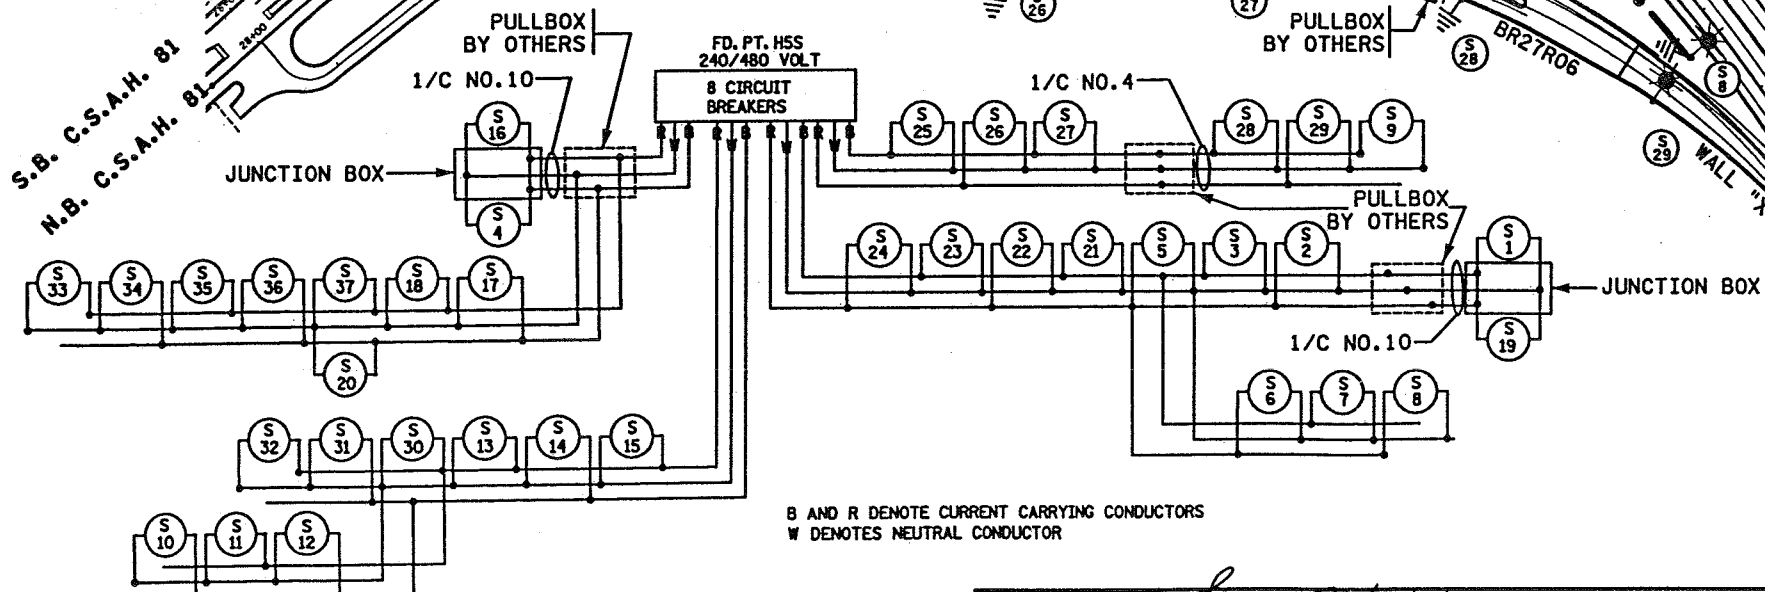 S.B. C.S.A.H. 81
N.B. C.S.A.H. 81
28+00
PULLBOX
BY OTHERS
1/C NO.10
FD. PT. H5S
240/480 VOLT
8 CIRCUIT
BREAKERS
R W B R W B R W B R W B
S 26
S 27
PULLBOX
BY OTHERS
S 28
BR27R06
S 8
S 29
WALL "K"
1/C NO.4
S 16
JUNCTION BOX
S 4
S 25
S 26
S 27
S 28
S 29
S 9
PULLBOX
BY OTHERS
S 33
S 34
S 35
S 36
S 37
S 18
S 17
S 20
S 24
S 23
S 22
S 21
S 5
S 3
S 2
S 1
JUNCTION BOX
S 19
1/C NO.10
S 6
S 7
S 8
S 32
S 31
S 30
S 13
S 14
S 15
S 10
S 11
S 12
B AND R DENOTE CURRENT CARRYING CONDUCTORS
W DENOTES NEUTRAL CONDUCTOR